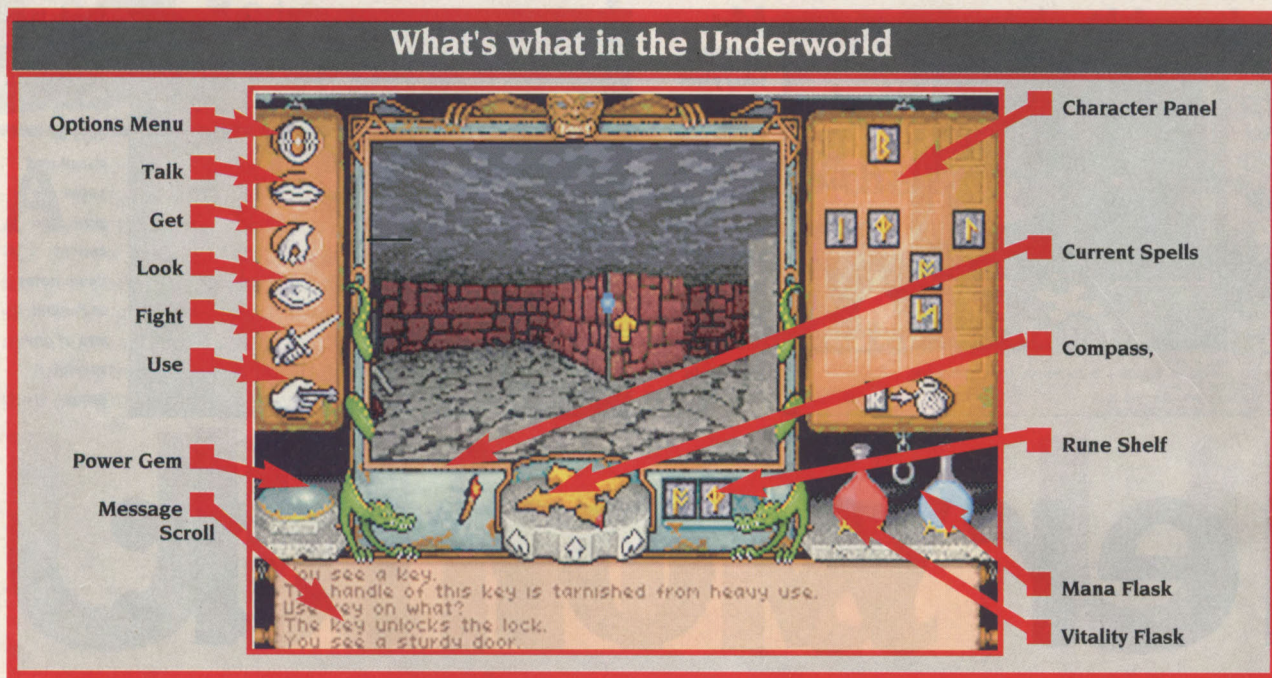 What's what in the Underworld
Options Menu
Talk
Get
Look
Fight
Use
Power Gem
Message
Scroll
Character Panel
Current Spells
Compass,
Rune Shelf
Mana Flask
Vitality Flask
You see a key.
The handle of this key is tarnished from heavy use.
Use key on what?
The key unlocks the lock.
You see a sturdy door.